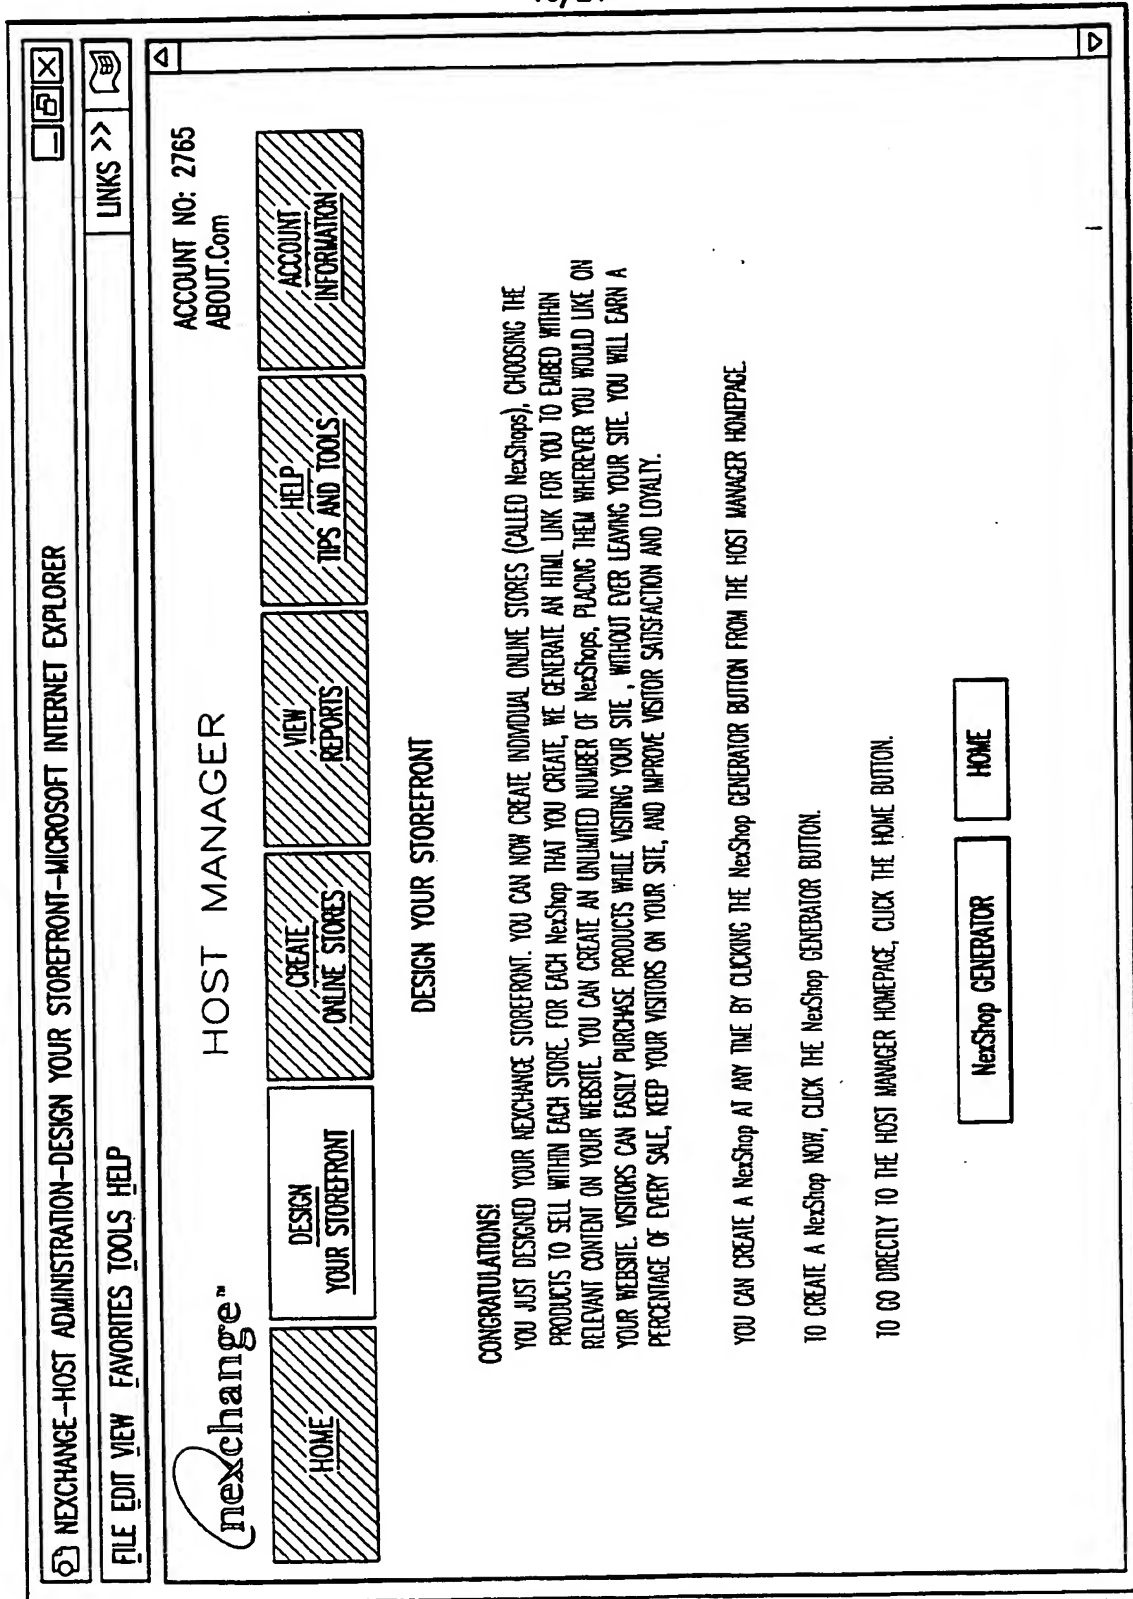 NEXCHANGE-HOST ADMINISTRATION-DESIGN YOUR STOREFRONT-MICROSOFT INTERNET EXPLORER
FILE EDIT VIEW FAVORITES TOOLS HELP
LINKS >>
nexchange™
HOST MANAGER
ACCOUNT NO: 2765
ABOUT.Com
HOME
DESIGN
YOUR STOREFRONT
CREATE
ONLINE STORES
VIEW
REPORTS
HELP
TIPS AND TOOLS
ACCOUNT
INFORMATION
DESIGN YOUR STOREFRONT
CONGRATULATIONS!
YOU JUST DESIGNED YOUR NEXCHANGE STOREFRONT. YOU CAN NOW CREATE INDIVIDUAL ONLINE STORES (CALLED NexShops), CHOOSING THE
PRODUCTS TO SELL WITHIN EACH STORE. FOR EACH NexShop THAT YOU CREATE, WE GENERATE AN HTML LINK FOR YOU TO EMBED WITHIN
RELEVANT CONTENT ON YOUR WEBSITE. YOU CAN CREATE AN UNLIMITED NUMBER OF NexShops, PLACING THEM WHEREVER YOU WOULD LIKE ON
YOUR WEBSITE. VISITORS CAN EASILY PURCHASE PRODUCTS WHILE VISITING YOUR SITE , WITHOUT EVER LEAVING YOUR SITE. YOU WILL EARN A
PERCENTAGE OF EVERY SALE, KEEP YOUR VISITORS ON YOUR SITE, AND IMPROVE VISITOR SATISFACTION AND LOYALTY.
YOU CAN CREATE A NexShop AT ANY TIME BY CLICKING THE NexShop GENERATOR BUTTON FROM THE HOST MANAGER HOMEPAGE.
TO CREATE A NexShop NOW, CLICK THE NexShop GENERATOR BUTTON.
TO GO DIRECTLY TO THE HOST MANAGER HOMEPAGE, CLICK THE HOME BUTTON.
NexShop GENERATOR
HOME